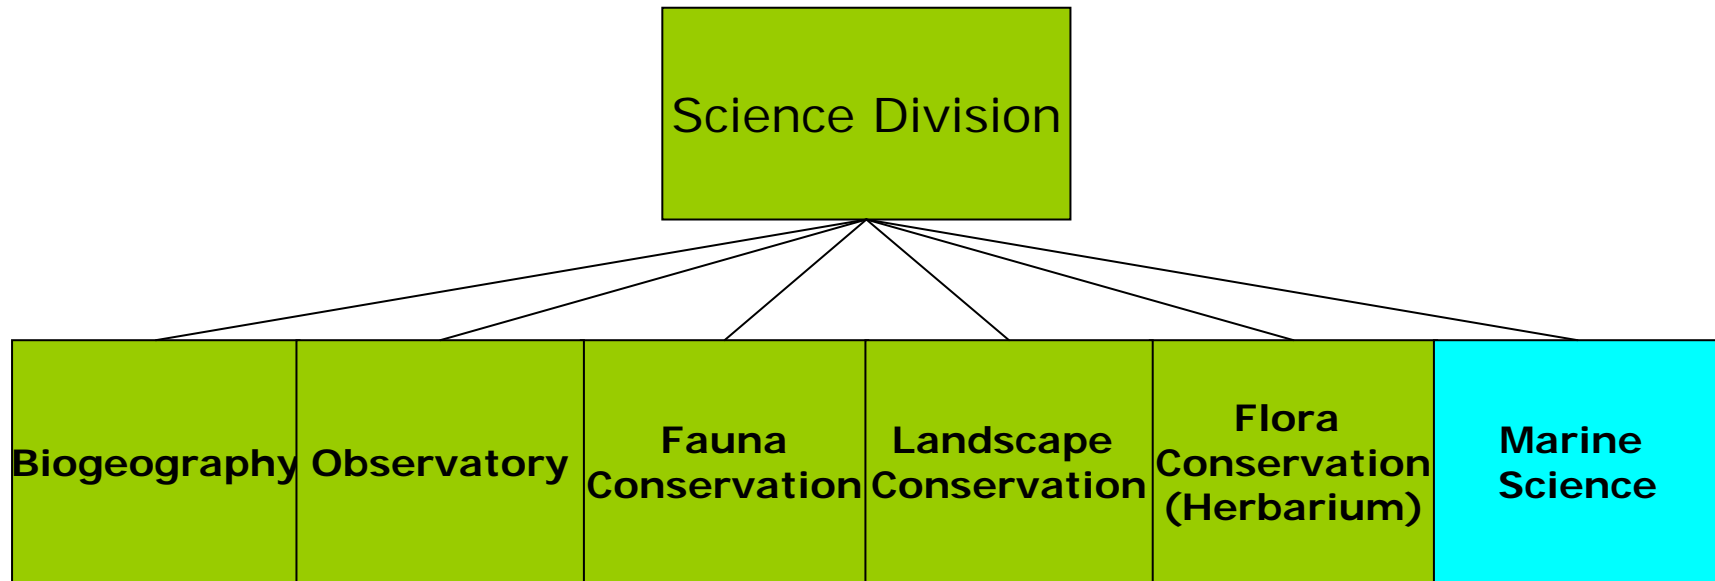 Science Division
Biogeography
Observatory
Fauna
Conservation
Landscape
Conservation
Flora
Conservation
(Herbarium)
Marine
Science